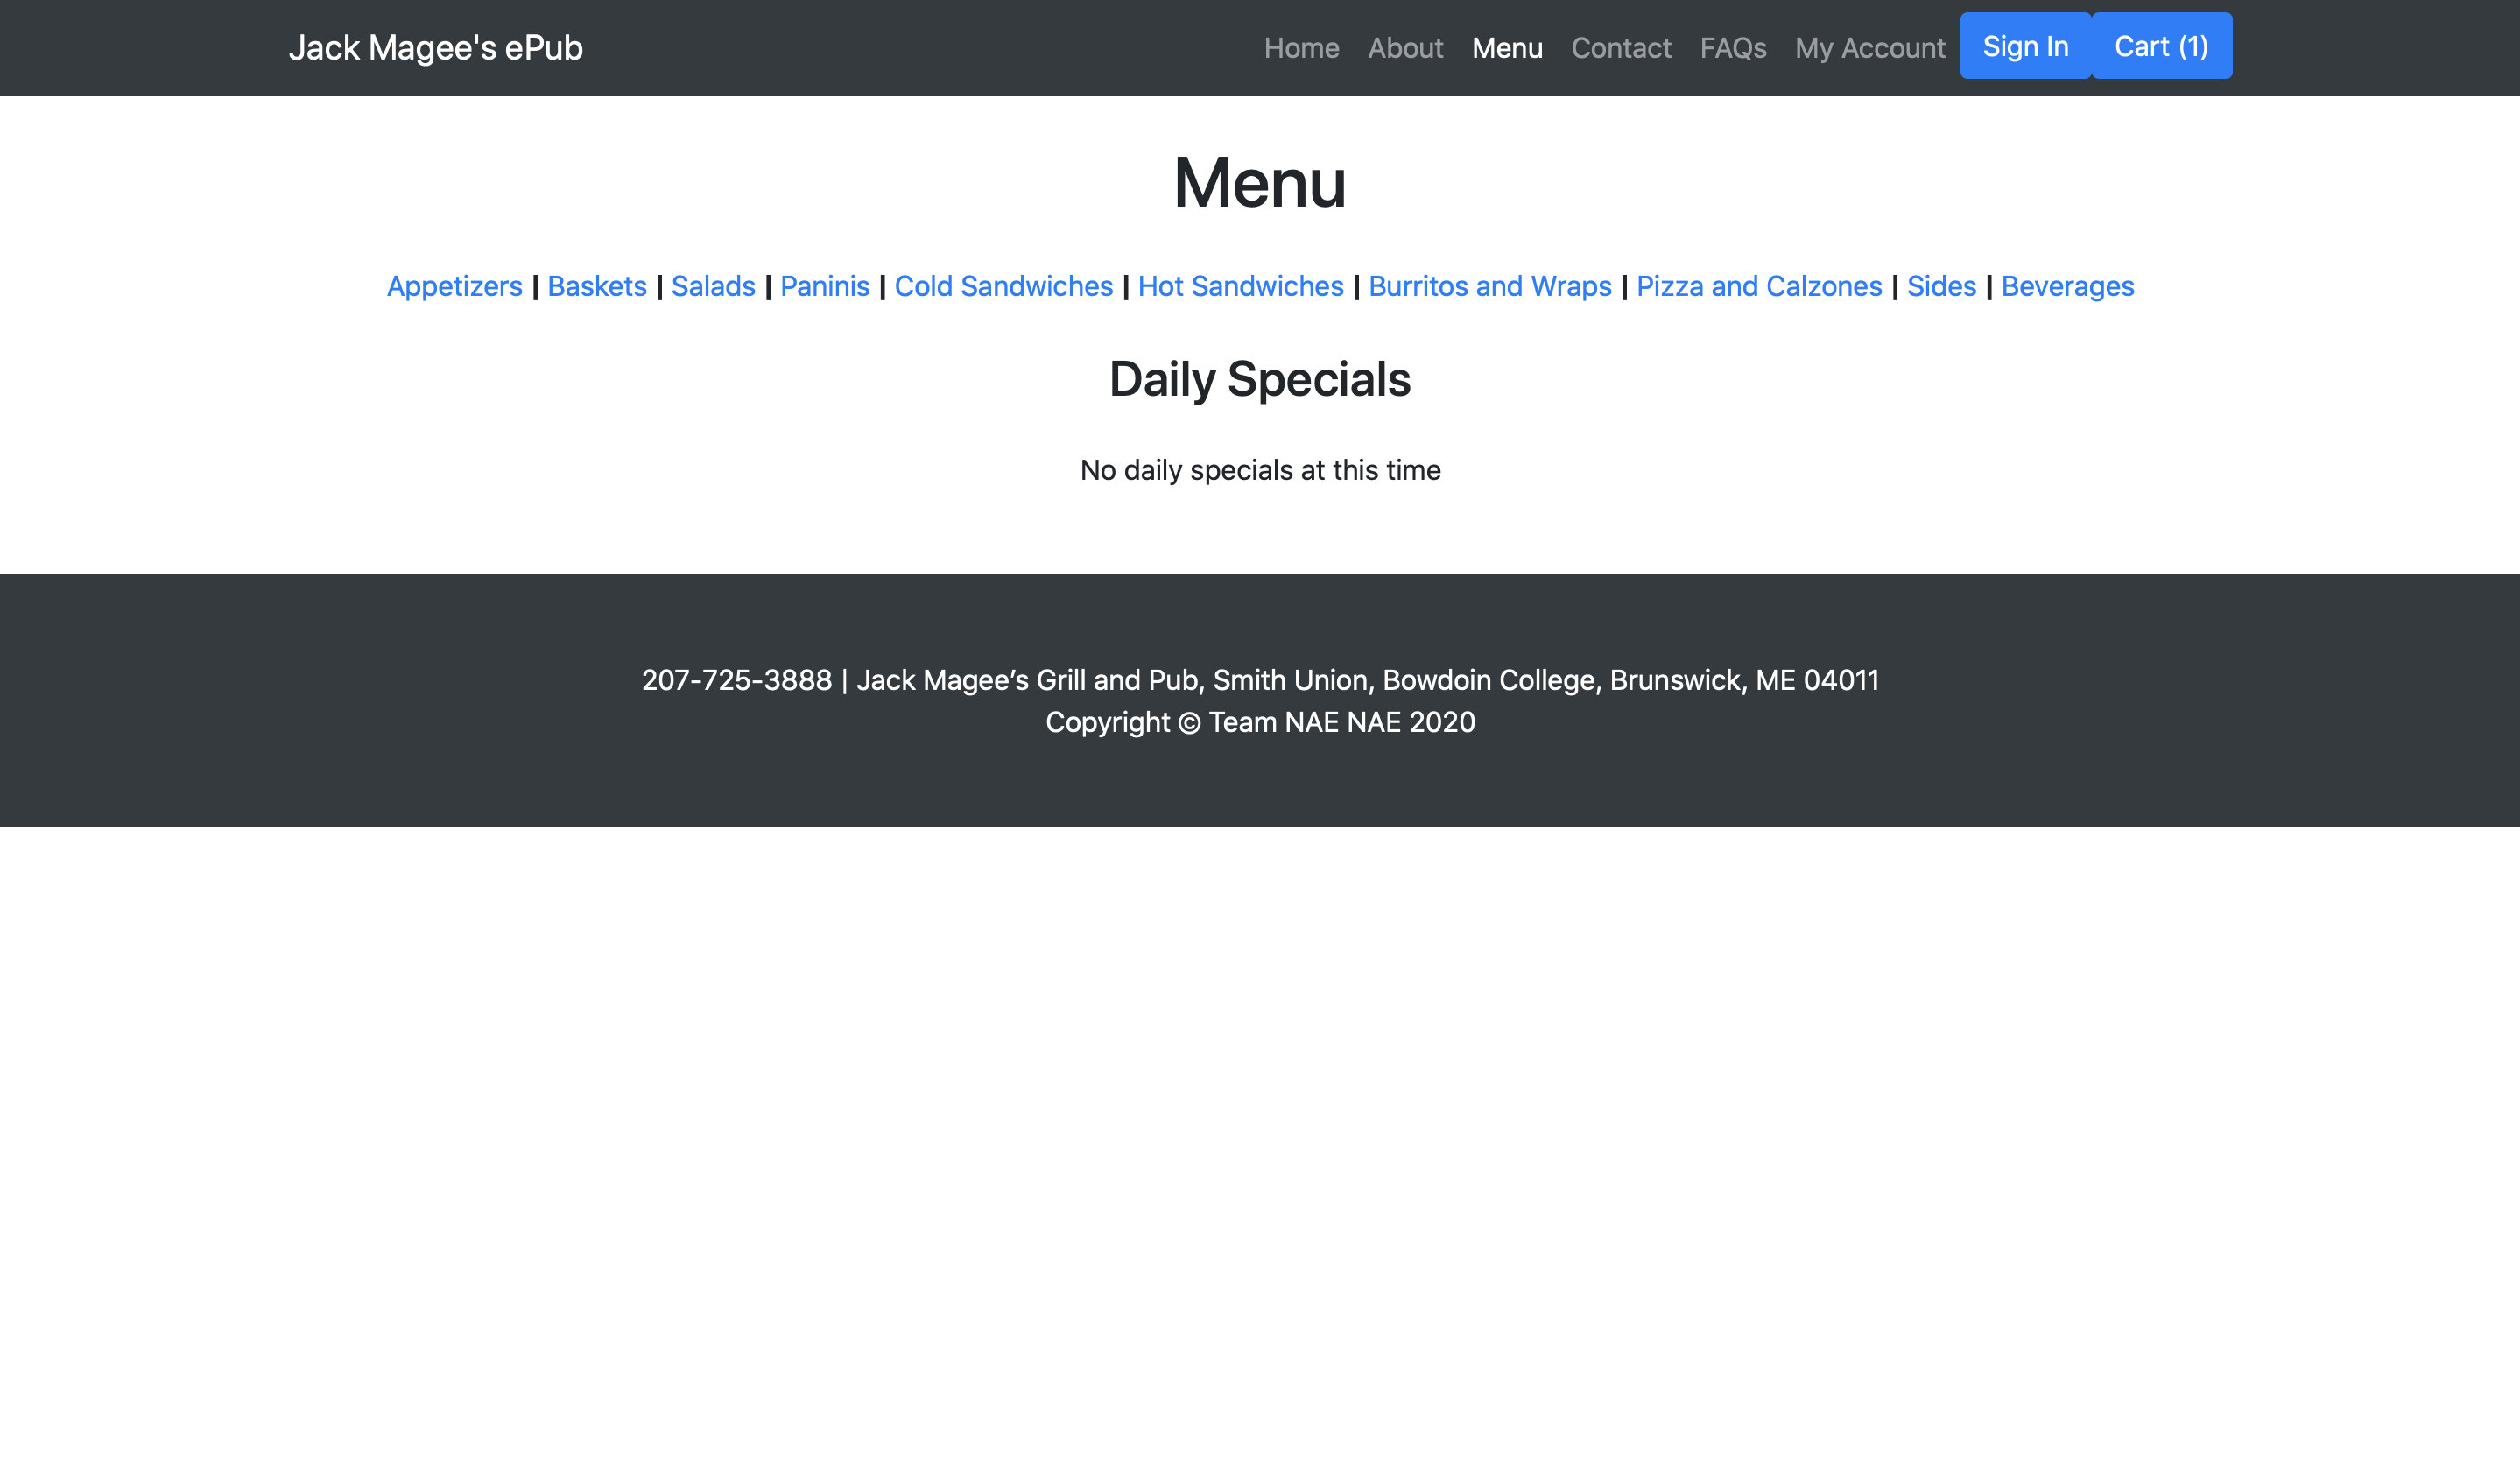 Jack Magee's ePub Home About Menu Contact FAQs My Account Sign In Cart (1)
Menu
Appetizers | Baskets | Salads | Paninis | Cold Sandwiches | Hot Sandwiches | Burritos and Wraps | Pizza and Calzones | Sides | Beverages
Daily Specials
No daily specials at this time
207-725-3888 | Jack Magee’s Grill and Pub, Smith Union, Bowdoin College, Brunswick, ME 04011
Copyright © Team NAE NAE 2020